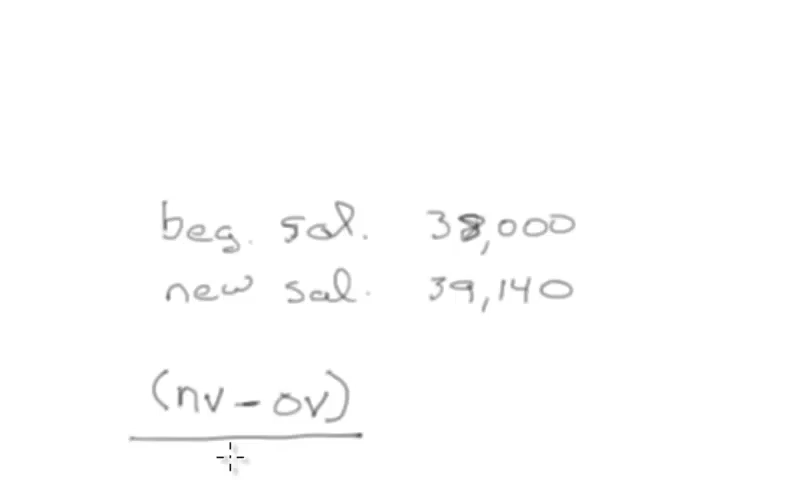 beg. sal. 38,000
new sal. 39,140
(nv - ov)